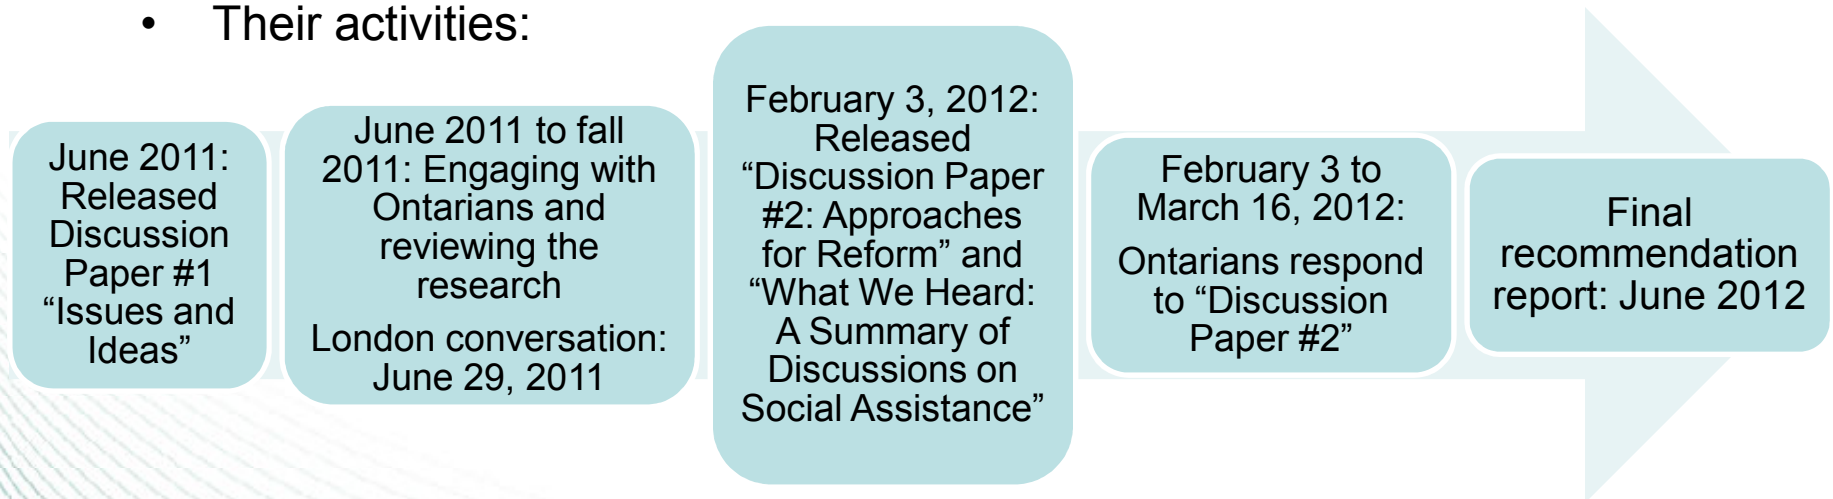 • Their activities:
June 2011:
Released
Discussion
Paper #1
“Issues and
Ideas”
June 2011 to fall
2011: Engaging with
Ontarians and
reviewing the
research
London conversation:
June 29, 2011
February 3, 2012:
Released
“Discussion Paper
#2: Approaches
for Reform” and
“What We Heard:
A Summary of
Discussions on
Social Assistance”
February 3 to
March 16, 2012:
Ontarians respond
to “Discussion
Paper #2”
Final
recommendation
report: June 2012